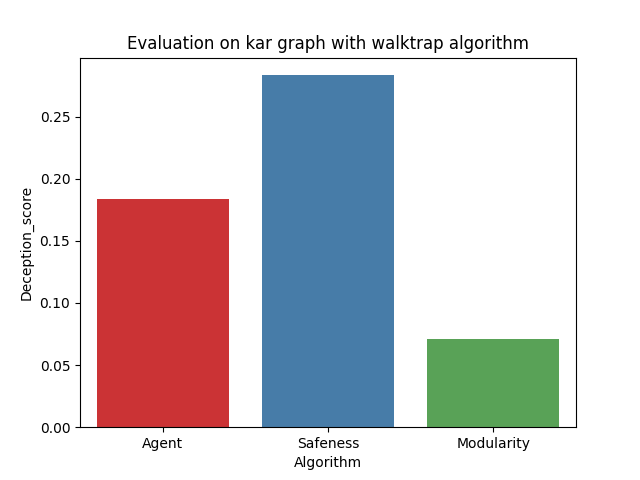 Evaluation on kar graph with walktrap algorithm
Deception_score
0.25
0.20
0.15
0.10
0.05
0.00
Agent
Safeness
Modularity
Algorithm